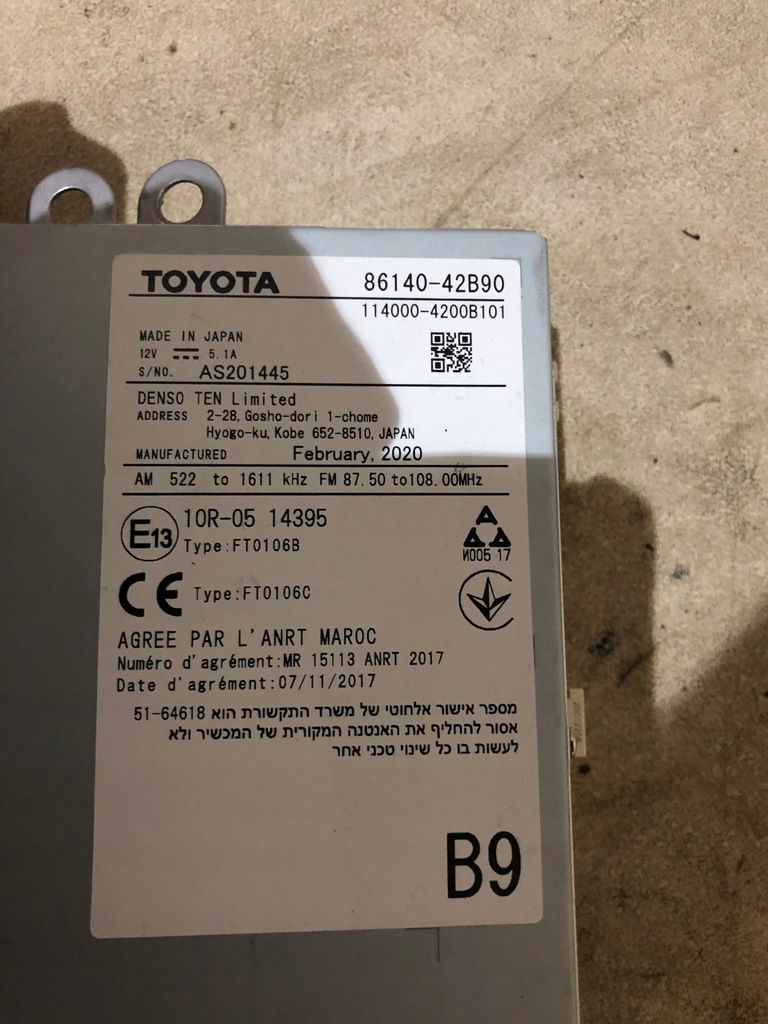 TOYOTA 86140-42B90
114000-4200B101
MADE IN JAPAN
12V 5.1A
S/NO. AS201445
DENSO TEN Limited
ADDRESS 2-28, Gosho-dori 1-chome
Hyogo-ku, Kobe 652-8510, JAPAN
MANUFACTURED February, 2020
AM 522 to 1611 kHz FM 87.50 to108.00MHz
E13 10R-05 14395
Type:FT0106B
И005 17
CE Type:FT0106C
AGREE PAR L'ANRT MAROC
Numéro d'agrément:MR 15113 ANRT 2017
Date d'agrément:07/11/2017
מספר אישור אלחוטי של משרד התקשורת הוא 51-64618
אסור להחליף את האנטנה המקורית של המכשיר ולא
לעשות בו כל שינוי טכני אחר
B9